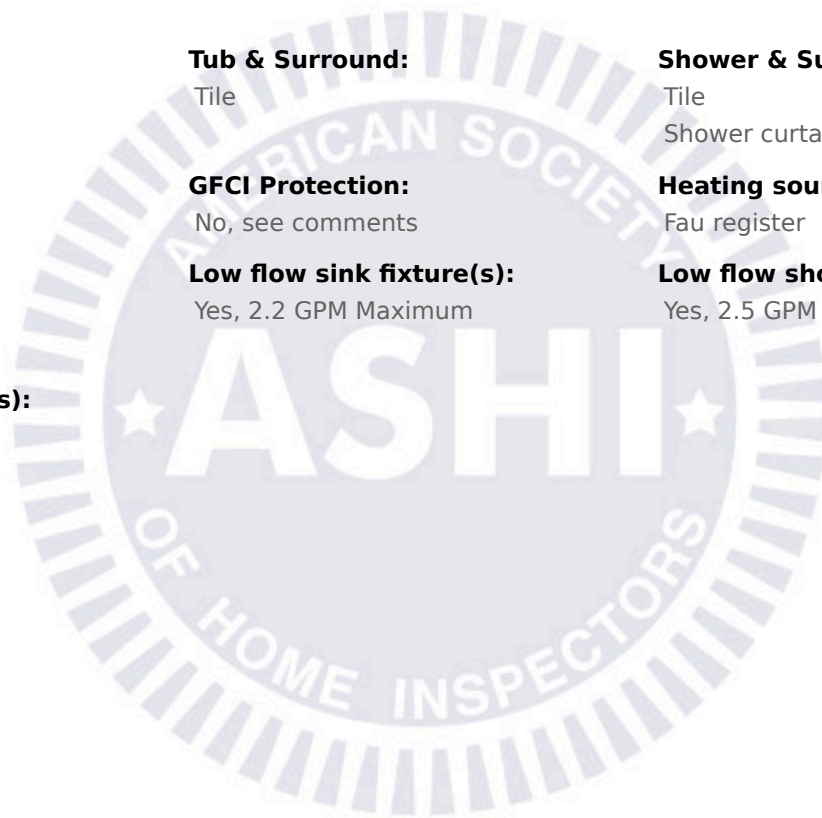 Tub & Surround:
Tile
Shower & Su
Tile
Shower curta
GFCI Protection:
No, see comments
Heating sou
Fau register
Low flow sink fixture(s):
Yes, 2.2 GPM Maximum
Low flow sho
Yes, 2.5 GPM
s):
AMERICAN SOCIETY
ASHI
OF HOME INSPECTORS